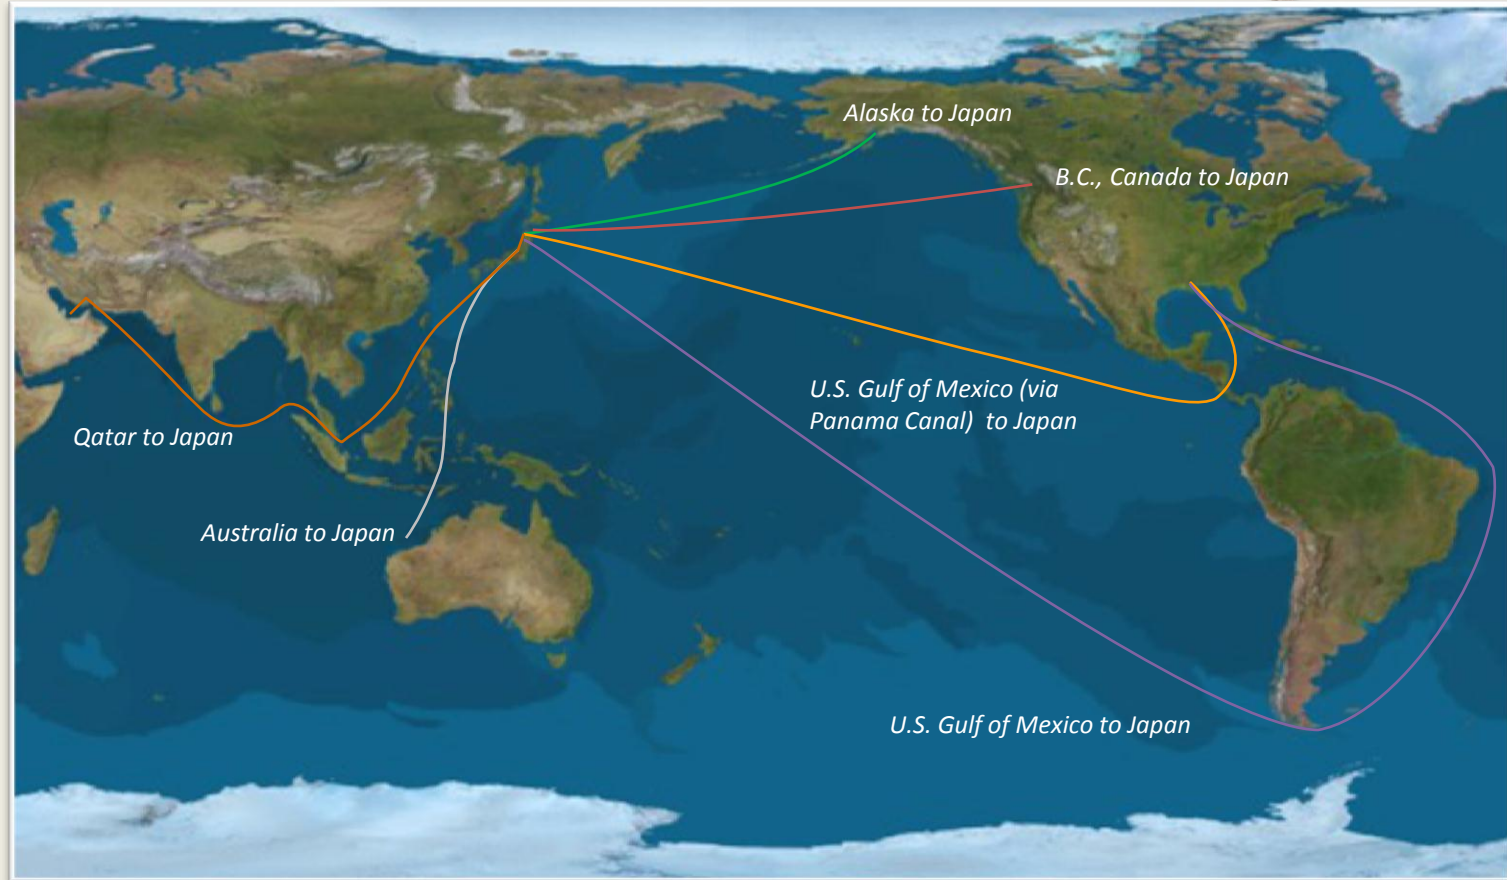 Alaska to Japan
B.C., Canada to Japan
U.S. Gulf of Mexico (via
Panama Canal) to Japan
Qatar to Japan
Australia to Japan
U.S. Gulf of Mexico to Japan